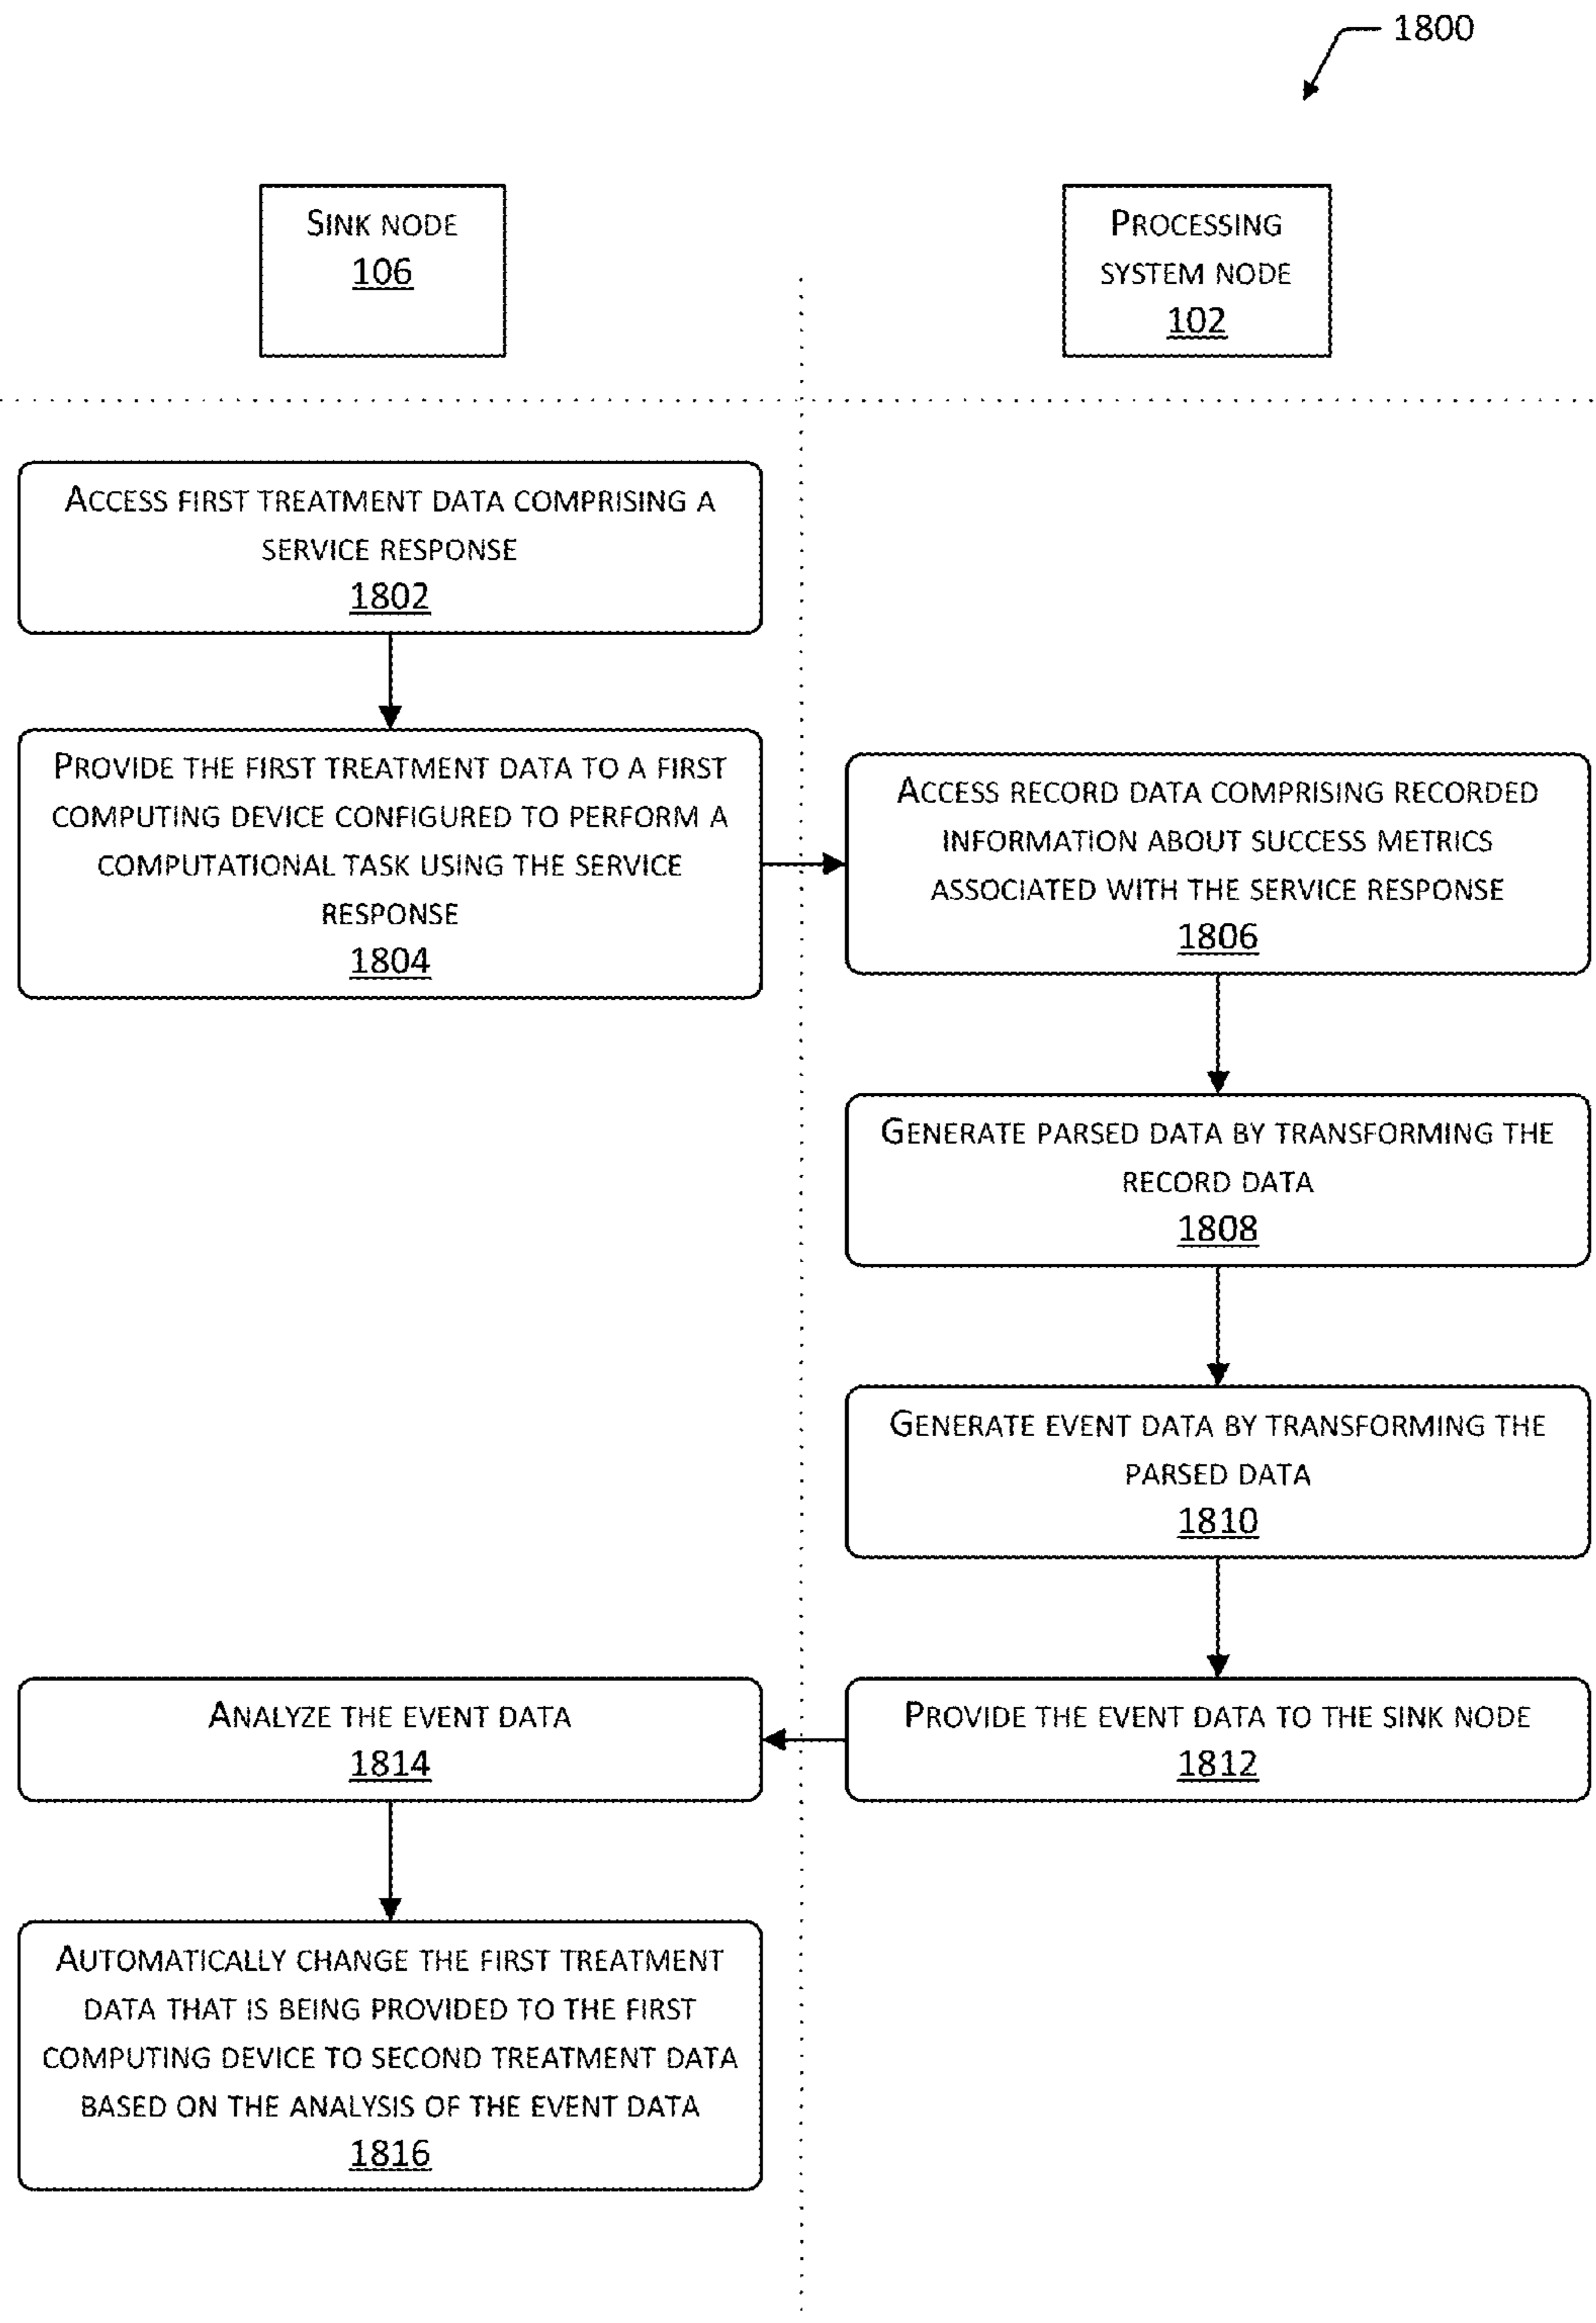 1800
Sink node
106
Processing
system node
102
Access first treatment data comprising a
service response
1802
Provide the first treatment data to a first
computing device configured to perform a
computational task using the service
response
1804
Access record data comprising recorded
information about success metrics
associated with the service response
1806
Generate parsed data by transforming the
record data
1808
Generate event data by transforming the
parsed data
1810
Provide the event data to the sink node
1812
Analyze the event data
1814
Automatically change the first treatment
data that is being provided to the first
computing device to second treatment data
based on the analysis of the event data
1816